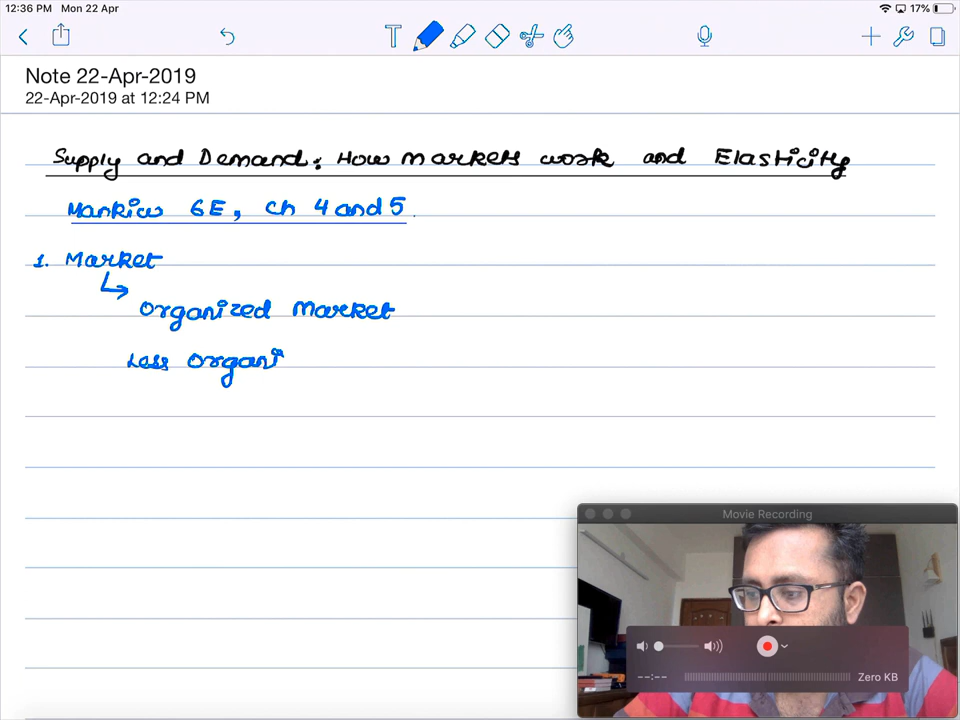 12:36 PM Mon 22 Apr 17%
T
Note 22-Apr-2019
22-Apr-2019 at 12:24 PM
Supply and Demand: How markets work and Elasticity
Mankiw 6E, Ch 4 and 5
1. Market
Organized Market
Less Organi
Movie Recording
--:-- Zero KB